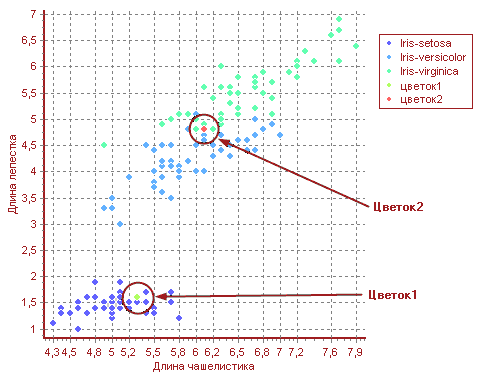 7
6,5
6
5,5
5
4,5
4
3,5
3
2,5
2
1,5
1
Длина лепестка
4,3 4,5 4,8 5 5,2 5,5 5,8 6 6,2 6,5 6,8 7 7,2 7,6 7,9
Длина чашелистика
Iris-setosa
Iris-versicolor
Iris-virginica
цветок1
цветок2
Цветок2
Цветок1